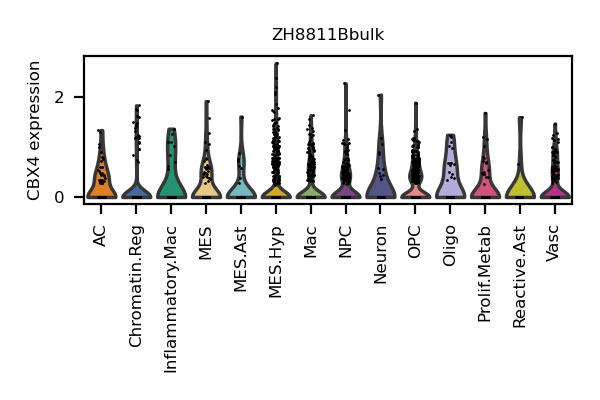 ZH8811Bbulk
CBX4 expression
2
0
AC
Chromatin.Reg
Inflammatory.Mac
MES
MES.Ast
MES.Hyp
Mac
NPC
Neuron
OPC
Oligo
Prolif.Metab
Reactive.Ast
Vasc